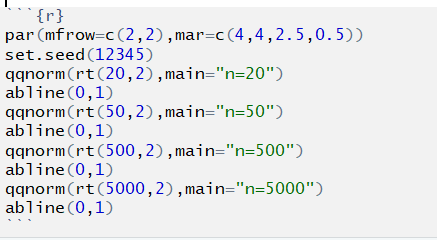 ```{r}
par(mfrow=c(2,2),mar=c(4,4,2.5,0.5))
set.seed(12345)
qqnorm(rt(20,2),main="n=20")
abline(0,1)
qqnorm(rt(50,2),main="n=50")
abline(0,1)
qqnorm(rt(500,2),main="n=500")
abline(0,1)
qqnorm(rt(5000,2),main="n=5000")
abline(0,1)
```